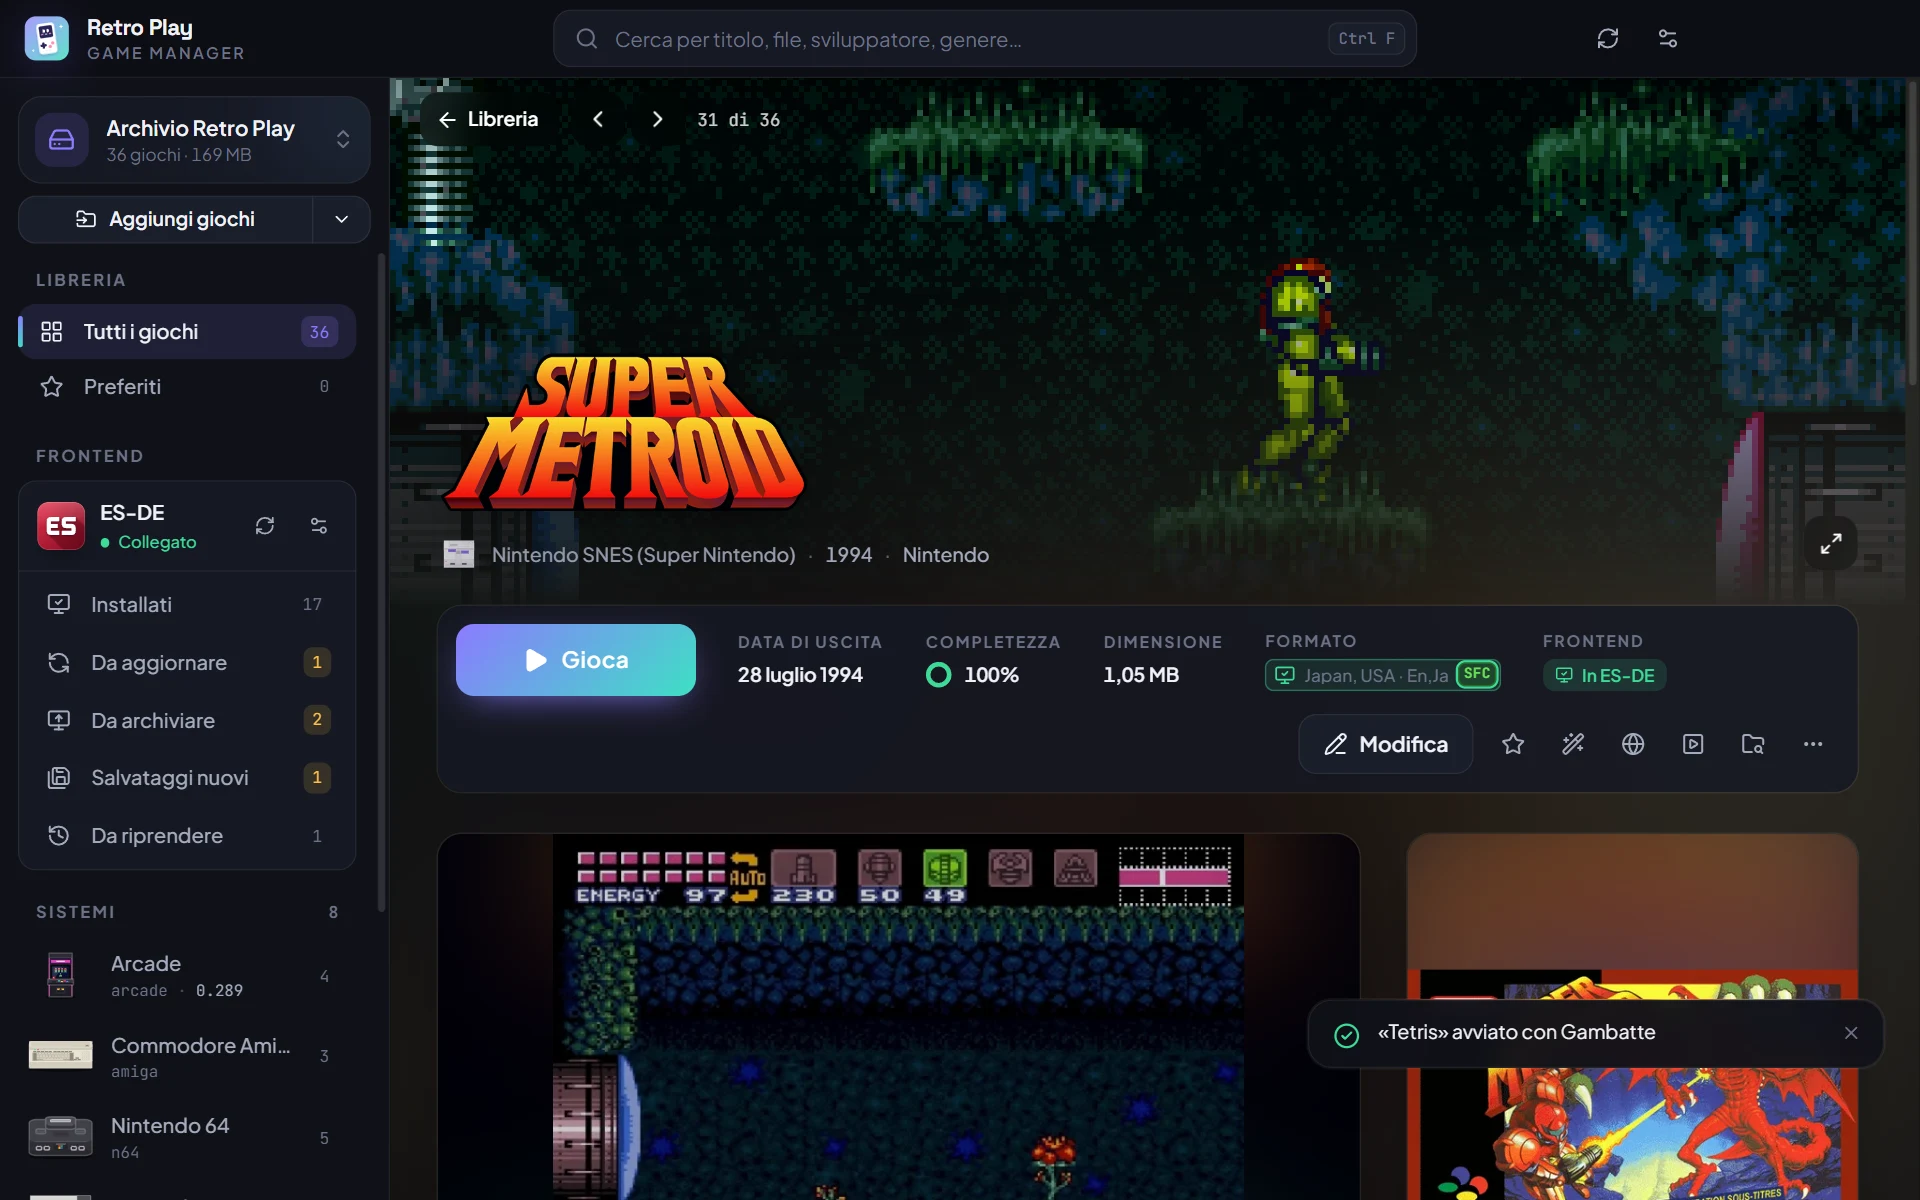 Retro Play
GAME MANAGER
Cerca per titolo, file, sviluppatore, genere...
Ctrl F
Archivio Retro Play
36 giochi · 169 MB
Aggiungi giochi
LIBRERIA
Tutti i giochi
36
Preferiti
0
FRONTEND
ES
ES-DE
Collegato
Installati
17
Da aggiornare
1
Da archiviare
2
Salvataggi nuovi
1
Da riprendere
1
SISTEMI
8
Arcade
arcade · 0.289
4
Commodore Ami...
amiga
3
Nintendo 64
n64
5
Libreria
31 di 36
SUPER
METROID
Nintendo SNES (Super Nintendo) · 1994 · Nintendo
Gioca
DATA DI USCITA
28 luglio 1994
COMPLETEZZA
100%
DIMENSIONE
1,05 MB
FORMATO
Japan, USA · En,Ja
SFC
FRONTEND
In ES-DE
Modifica
AUTO
ENERGY 97
230
50
49
«Tetris» avviato con Gambatte
SOUS-TITRES